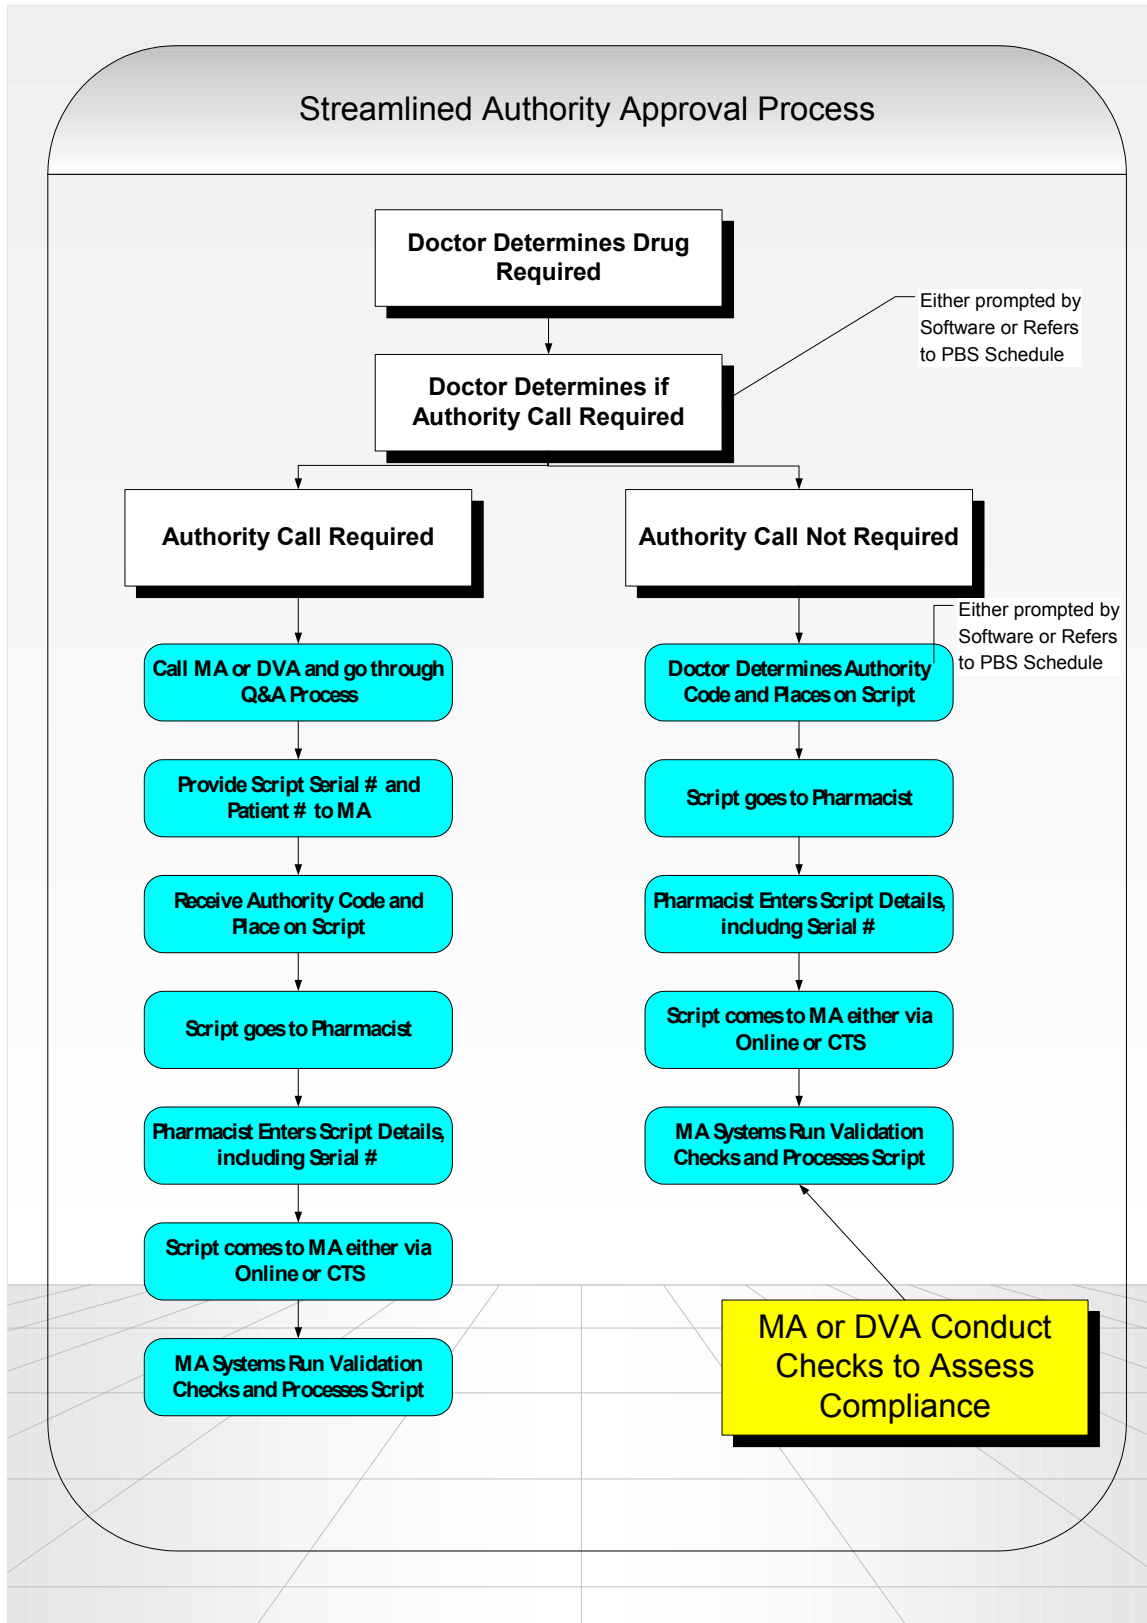 Streamlined Authority Approval Process
Doctor Determines Drug
Required
Either prompted by
Software or Refers
to PBS Schedule
Doctor Determines if
Authority Call Required
Authority Call Required
Authority Call Not Required
Either prompted by
Software or Refers
to PBS Schedule
Call MA or DVA and go through
Q&A Process
Provide Script Serial # and
Patient # to MA
Receive Authority Code and
Place on Script
Script goes to Pharmacist
Pharmacist Enters Script Details,
including Serial #
Script comes to MA either via
Online or CTS
MA Systems Run Validation
Checks and Processes Script
Doctor Determines Authority
Code and Places on Script
Script goes to Pharmacist
Pharmacist Enters Script Details,
includng Serial #
Script comes to MA either via
Online or CTS
MA Systems Run Validation
Checks and Processes Script
MA or DVA Conduct
Checks to Assess
Compliance